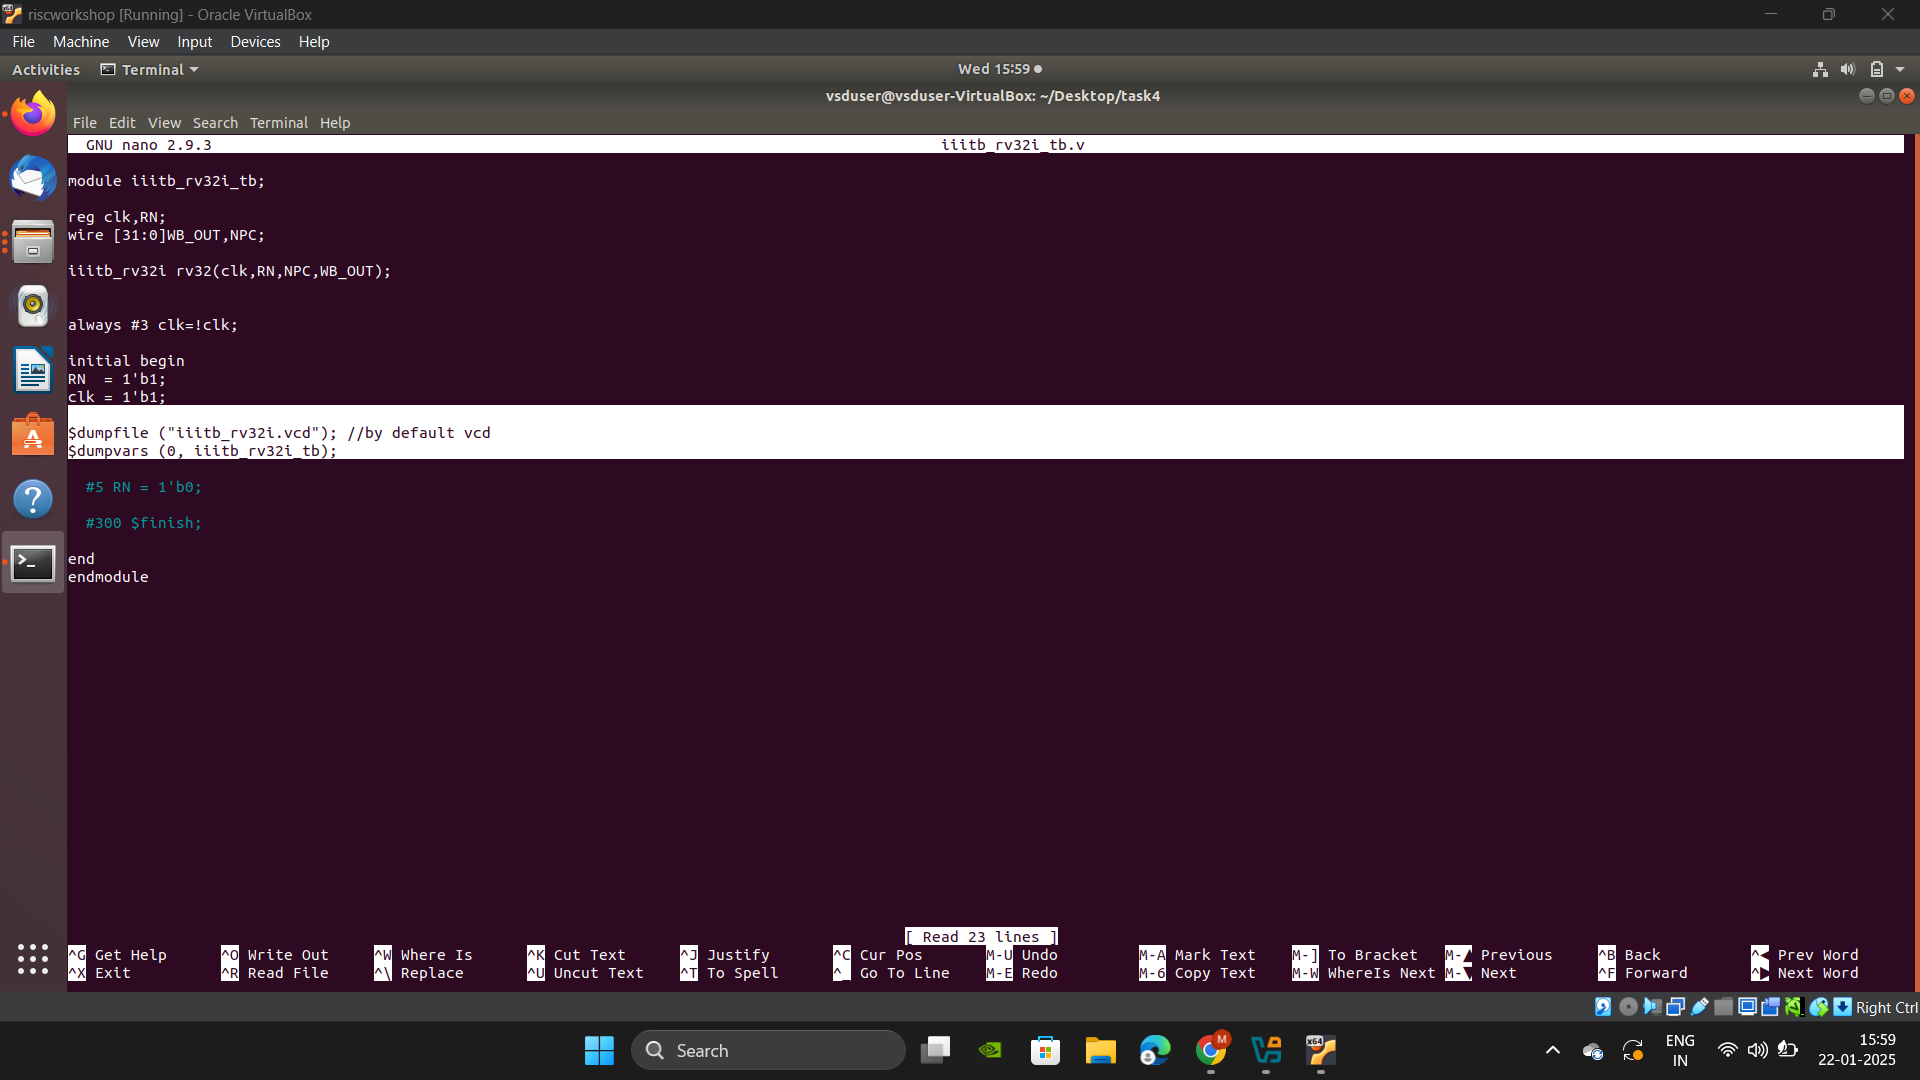 riscworkshop [Running] - Oracle VirtualBox
File Machine View Input Devices Help
Activities Terminal Wed 15:59
vsduser@vsduser-VirtualBox: ~/Desktop/task4
File Edit View Search Terminal Help
GNU nano 2.9.3 iiitb_rv32i_tb.v
module iiitb_rv32i_tb;
reg clk,RN;
wire [31:0]WB_OUT,NPC;
iiitb_rv32i rv32(clk,RN,NPC,WB_OUT);
always #3 clk=!clk;
initial begin
RN  = 1'b1;
clk = 1'b1;
$dumpfile ("iiitb_rv32i.vcd"); //by default vcd
$dumpvars (0, iiitb_rv32i_tb);
#5 RN = 1'b0;
#300 $finish;
end
endmodule
[ Read 23 lines ]
^G Get Help ^O Write Out ^W Where Is ^K Cut Text ^J Justify ^C Cur Pos M-U Undo M-A Mark Text M-] To Bracket M-▲ Previous ^B Back ^◀ Prev Word
^X Exit ^R Read File ^\ Replace ^U Uncut Text ^T To Spell ^_ Go To Line M-E Redo M-6 Copy Text M-W WhereIs Next M-▼ Next ^F Forward ^▶ Next Word
Right Ctrl
Search
x64
M
ENG
IN
15:59
22-01-2025